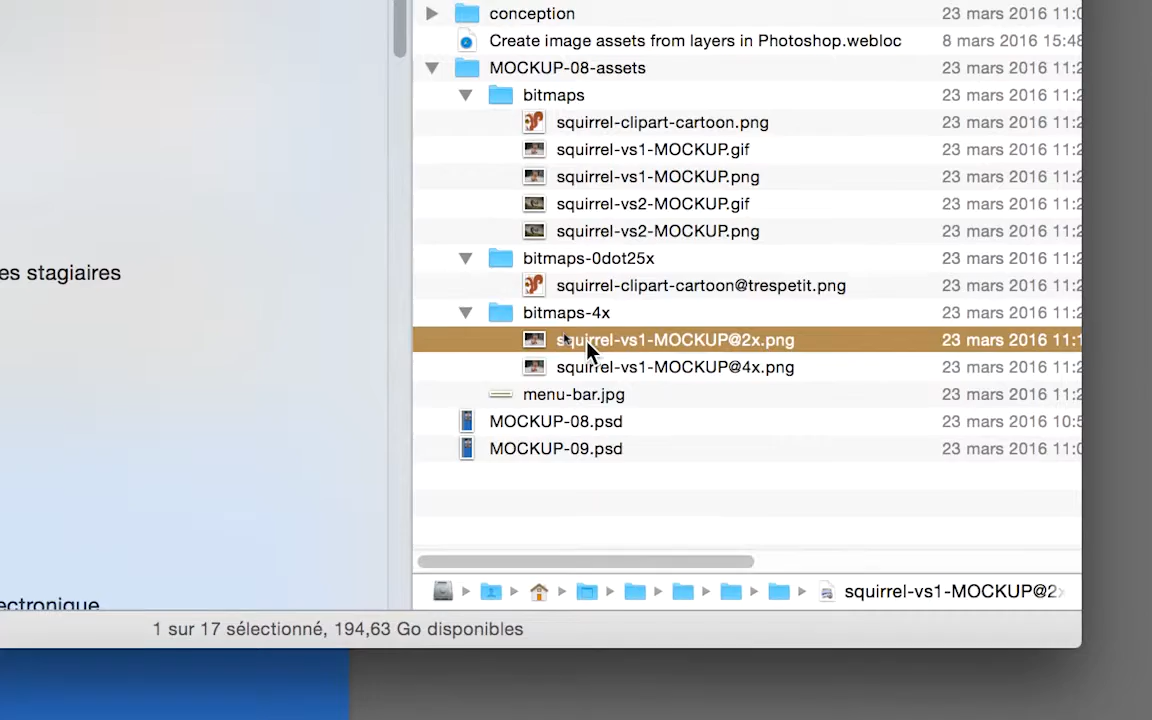 conception 23 mars 2016 11:0
Create image assets from layers in Photoshop.webloc 8 mars 2016 15:48
MOCKUP-08-assets 23 mars 2016 11:2
bitmaps 23 mars 2016 11:2
squirrel-clipart-cartoon.png 23 mars 2016 11:2
squirrel-vs1-MOCKUP.gif 23 mars 2016 11:2
squirrel-vs1-MOCKUP.png 23 mars 2016 11:2
squirrel-vs2-MOCKUP.gif 23 mars 2016 11:2
squirrel-vs2-MOCKUP.png 23 mars 2016 11:2
bitmaps-0dot25x 23 mars 2016 11:2
es stagiaires
squirrel-clipart-cartoon@trespetit.png 23 mars 2016 11:2
bitmaps-4x 23 mars 2016 11:2
squirrel-vs1-MOCKUP@2x.png 23 mars 2016 11:1
squirrel-vs1-MOCKUP@4x.png 23 mars 2016 11:2
menu-bar.jpg 23 mars 2016 11:2
MOCKUP-08.psd 23 mars 2016 10:5
MOCKUP-09.psd 23 mars 2016 11:0
squirrel-vs1-MOCKUP@2
ectronique
1 sur 17 sélectionné, 194,63 Go disponibles